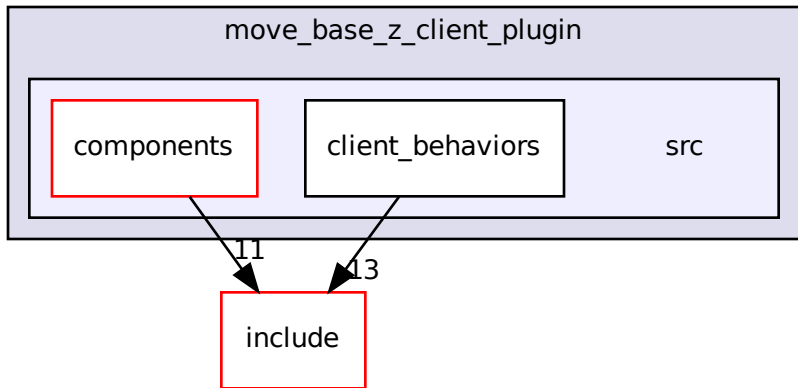 move_base_z_client_plugin
components
client_behaviors
src
11
13
include